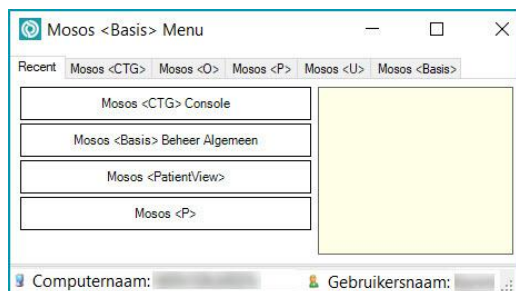 Mosos <Basis> Menu
Recent Mosos <CTG> Mosos <O> Mosos <P> Mosos <U> Mosos <Basis>
Mosos <CTG> Console
Mosos <Basis> Beheer Algemeen
Mosos <PatientView>
Mosos <P>
Computernaam: Gebruikersnaam: